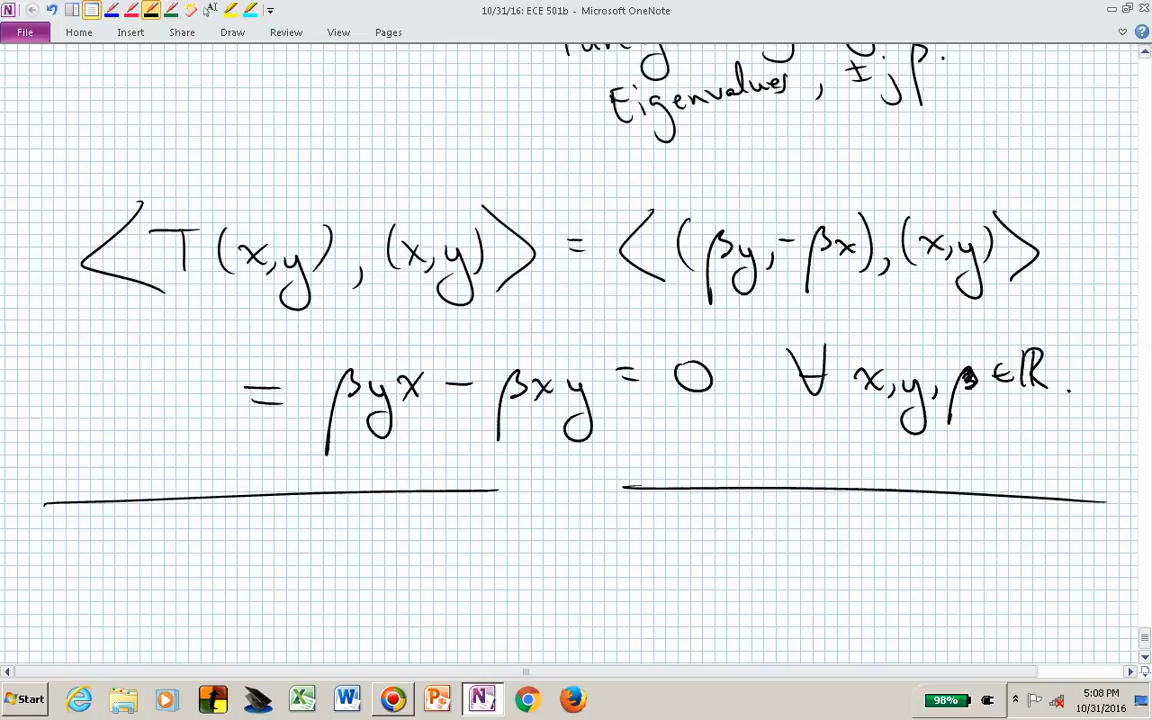 10/31/16: ECE 501b - Microsoft OneNote
File Home Insert Share Draw Review View Pages
Eigenvalues, ± jβ.
<T(x,y), (x,y)> = <(βy, -βx), (x,y)>
= βyx - βxy = 0 ∀ x,y, β ∈ ℝ.
Start
98%
5:08 PM
10/31/2016